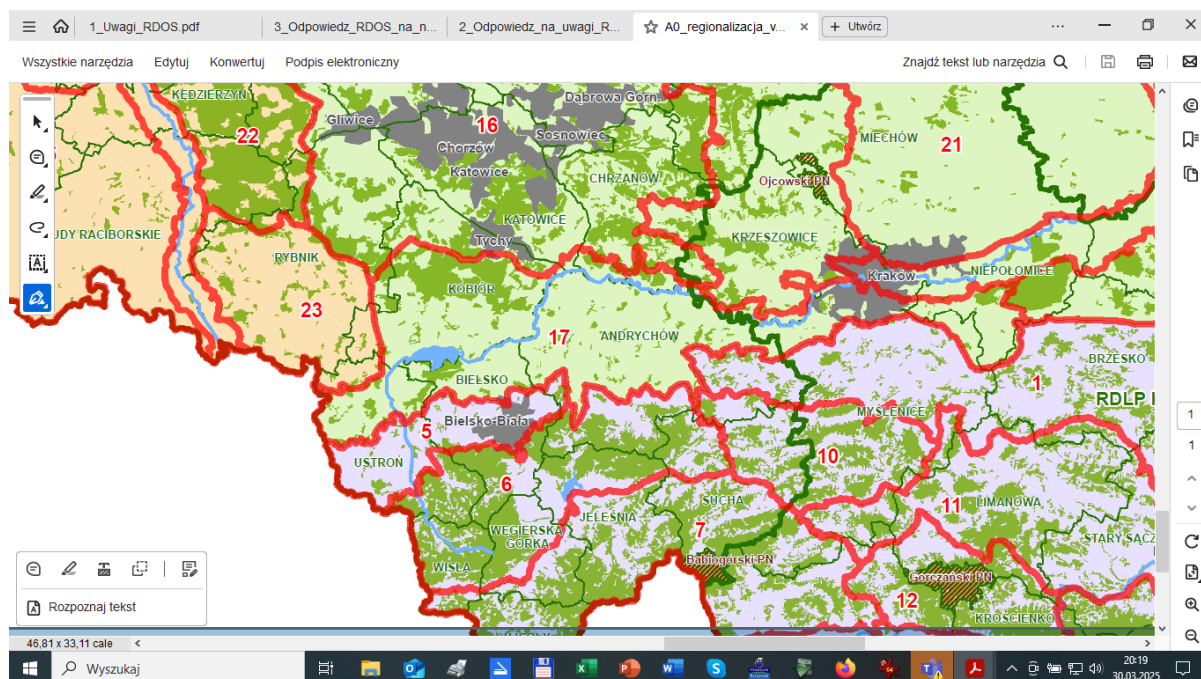 1_Uwagi_RDOS.pdf
3_Odpowiedz_RDOS_na_n...
2_Odpowiedz_na_uwagi_R...
A0_regionalizacja_v...
Utwórz
Wszystkie narzędzia Edytuj Konwertuj Podpis elektroniczny
Znajdź tekst lub narzędzia
KĘDZIERZYN
22
Gliwice
16
Dąbrowa Górn.
Sosnowiec
Chorzów
Katowice
CHRZANÓW
MIECHÓW
21
Ojcowski PN
KATOWICE
Tychy
KRZESZOWICE
UDY RACIBORSKIE
RYBNIK
23
KOBIÓR
Kraków
NIEPOŁOMICE
17
ANDRYCHÓW
BRZESKO
1
RDLP
BIELSKO
Bielsko-Biała
5
MYŚLENICE
USTROŃ
10
6
SUCHA
7
11
LIMANOWA
JELEŚNIA
WĘGIERSKA
GÓRKA
STARY SĄCZ
WISŁA
Babiogórski PN
Gorczański PN
12
KROŚCIENKO
Rozpoznaj tekst
1
1
46,81 x 33,11 cale
Wyszukaj
20:19
30.03.2025